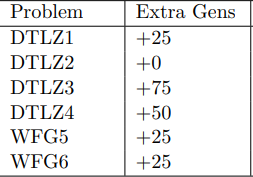 Problem Extra Gens
DTLZ1 +25
DTLZ2 +0
DTLZ3 +75
DTLZ4 +50
WFG5 +25
WFG6 +25